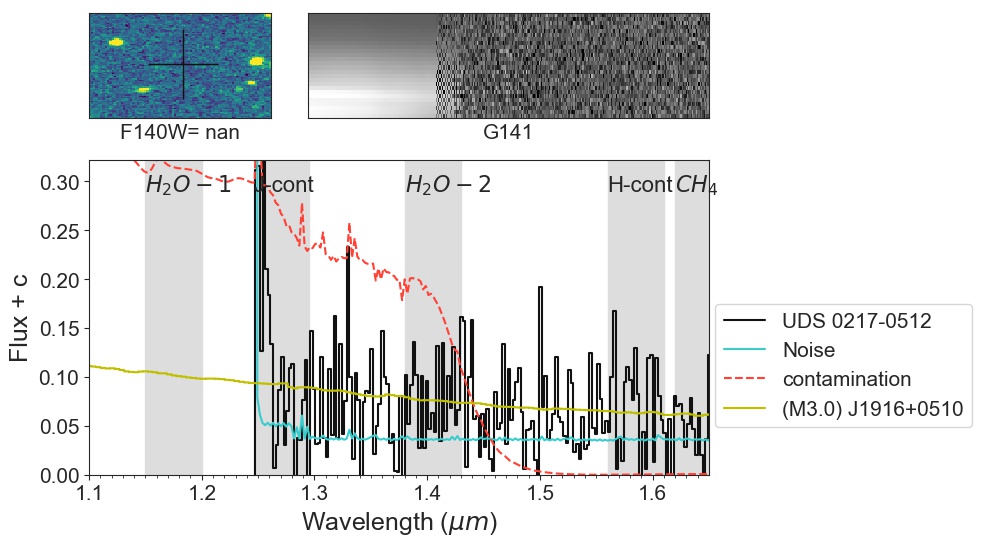 F140W= nan
G141
H₂O − 1
J-cont
H₂O − 2
H-cont
CH₄
0.30
0.25
0.20
0.15
0.10
0.05
0.00
Flux + c
1.1
1.2
1.3
1.4
1.5
1.6
Wavelength (μm)
UDS 0217-0512
Noise
contamination
(M3.0) J1916+0510